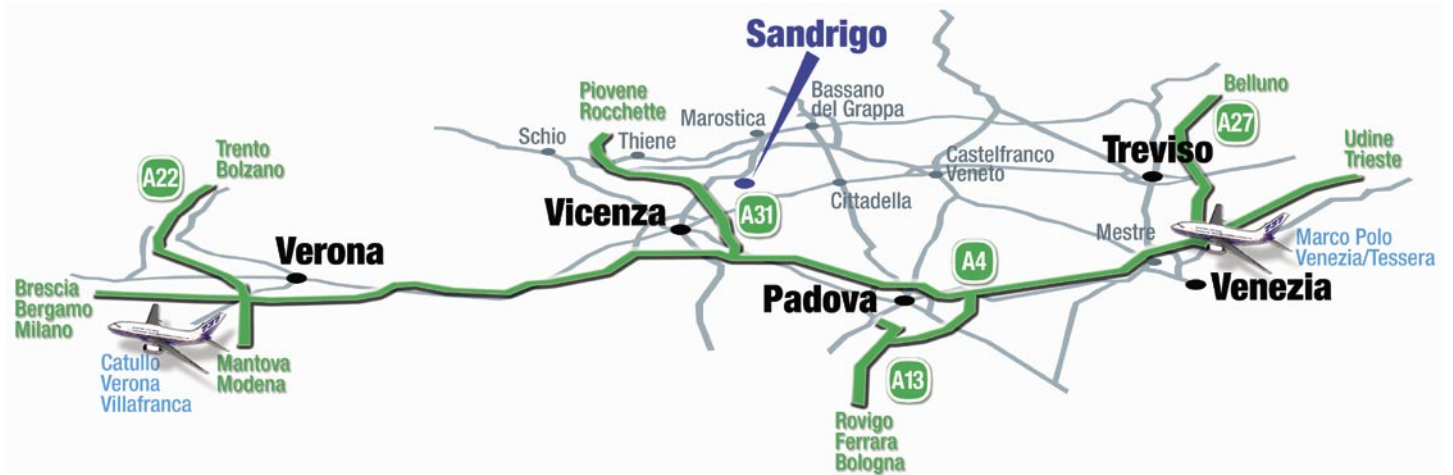 Sandrigo
Piovene
Rocchette
Bassano
del Grappa
Belluno
Marostica
A27
Schio
Thiene
Udine
Trieste
Trento
Bolzano
Castelfranco
Veneto
Treviso
A22
Cittadella
Vicenza
A31
Mestre
Marco Polo
Venezia/Tessera
Verona
A4
Brescia
Bergamo
Milano
Padova
Venezia
Catullo
Verona
Villafranca
Mantova
Modena
A13
Rovigo
Ferrara
Bologna